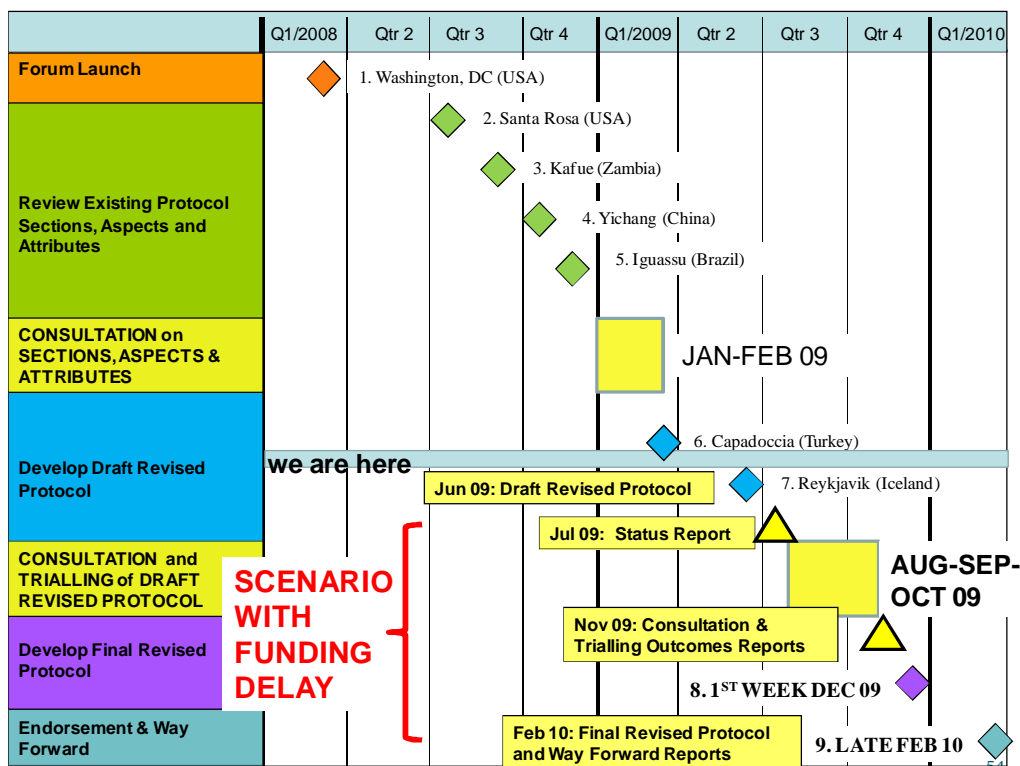 Q1/2008 Qtr 2 Qtr 3 Qtr 4 Q1/2009 Qtr 2 Qtr 3 Qtr 4 Q1/2010
Forum Launch
1. Washington, DC (USA)
Review Existing Protocol
Sections, Aspects and
Attributes
2. Santa Rosa (USA)
3. Kafue (Zambia)
4. Yichang (China)
5. Iguassu (Brazil)
CONSULTATION on
SECTIONS, ASPECTS &
ATTRIBUTES
JAN-FEB 09
Develop Draft Revised
Protocol
6. Capadoccia (Turkey)
we are here
Jun 09: Draft Revised Protocol
7. Reykjavik (Iceland)
Jul 09: Status Report
CONSULTATION and
TRIALLING of DRAFT
REVISED PROTOCOL
SCENARIO
WITH
FUNDING
DELAY
AUG-SEP-
OCT 09
Nov 09: Consultation &
Trialling Outcomes Reports
Develop Final Revised
Protocol
8. 1ST WEEK DEC 09
Endorsement & Way
Forward
Feb 10: Final Revised Protocol
and Way Forward Reports
9. LATE FEB 10
54